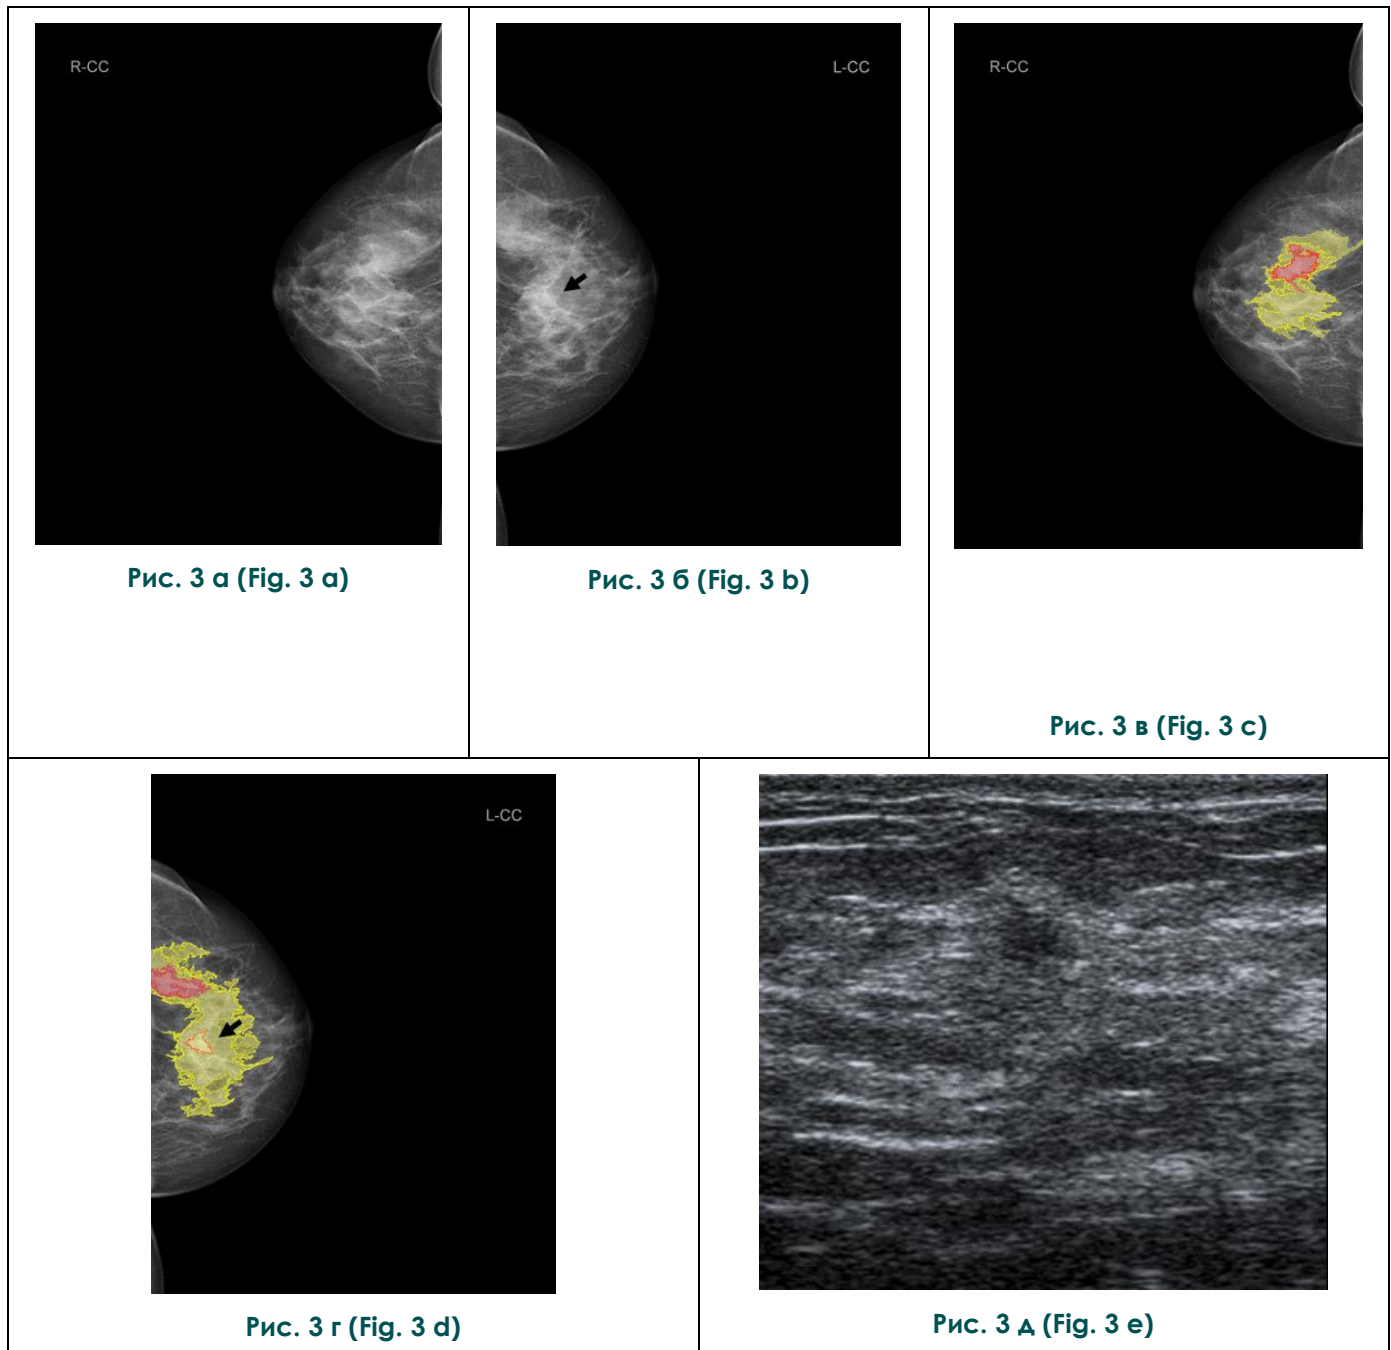 R-CC
L-CC
R-CC
Рис. 3 а (Fig. 3 a)
Рис. 3 б (Fig. 3 b)
Рис. 3 в (Fig. 3 c)
L-CC
Рис. 3 г (Fig. 3 d)
Рис. 3 д (Fig. 3 e)